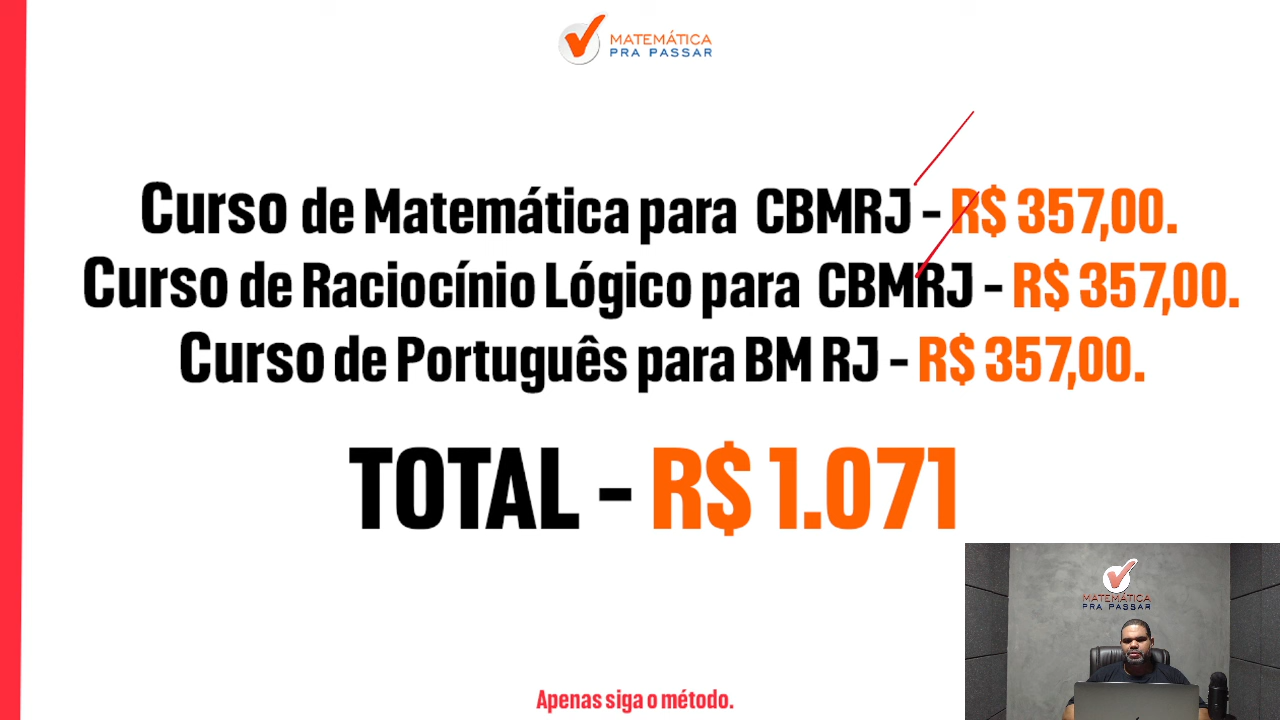 MATEMÁTICA
PRA PASSAR
Curso de Matemática para CBMRJ - R$ 357,00.
Curso de Raciocínio Lógico para CBMRJ - R$ 357,00.
Curso de Português para BM RJ - R$ 357,00.
TOTAL - R$ 1.071
MATEMÁTICA
PRA PASSAR
Apenas siga o método.